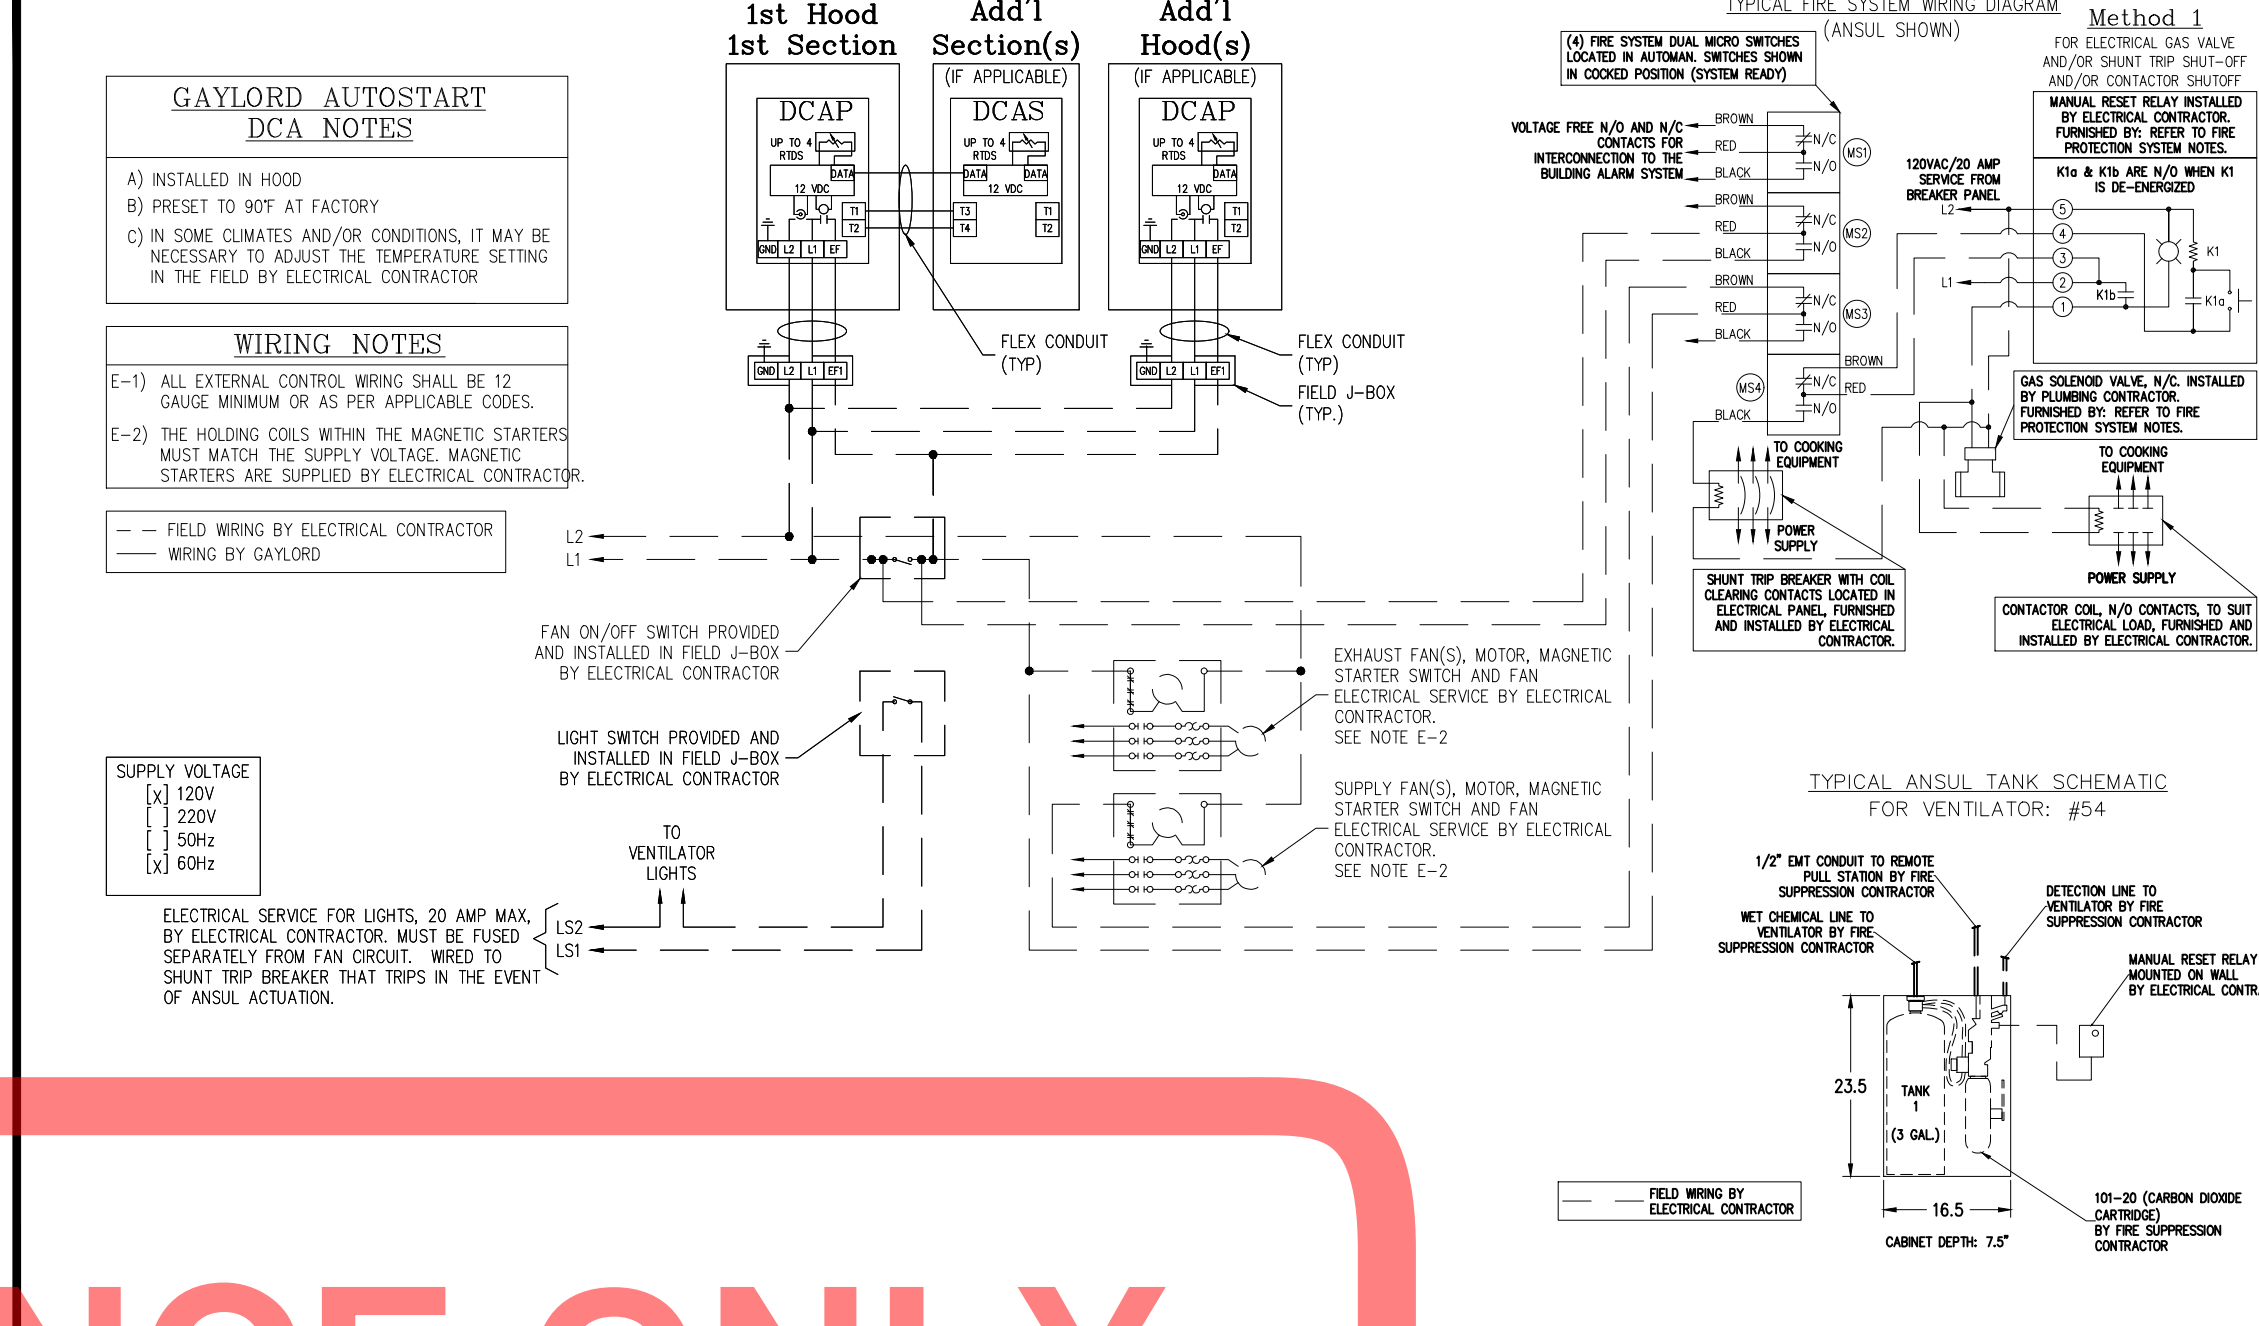 1st Hood
1st Section
Add'l
Section(s)
(IF APPLICABLE)
Add'l
Hood(s)
(IF APPLICABLE)
GAYLORD AUTOSTART
DCA NOTES
A) INSTALLED IN HOOD
B) PRESET TO 90°F AT FACTORY
C) IN SOME CLIMATES AND/OR CONDITIONS, IT MAY BE
NECESSARY TO ADJUST THE TEMPERATURE SETTING
IN THE FIELD BY ELECTRICAL CONTRACTOR
WIRING NOTES
E-1) ALL EXTERNAL CONTROL WIRING SHALL BE 12
GAUGE MINIMUM OR AS PER APPLICABLE CODES.
E-2) THE HOLDING COILS WITHIN THE MAGNETIC STARTERS
MUST MATCH THE SUPPLY VOLTAGE. MAGNETIC
STARTERS ARE SUPPLIED BY ELECTRICAL CONTRACTOR.
FIELD WIRING BY ELECTRICAL CONTRACTOR
WIRING BY GAYLORD
DCAP
UP TO 4
RTDS
DATA
12 VDC
T1
T2
GND L2 L1 EF
DCAS
DATA DATA
12 VDC
T3 T1
T4 T2
DCAP
UP TO 4
RTDS
DATA
12 VDC
T1
T2
GND L2 L1 EF
FLEX CONDUIT
(TYP)
FLEX CONDUIT
(TYP)
GND L2 L1 EF1
GND L2 L1 EF1
FIELD J-BOX
(TYP.)
L2
L1
FAN ON/OFF SWITCH PROVIDED
AND INSTALLED IN FIELD J-BOX
BY ELECTRICAL CONTRACTOR
LIGHT SWITCH PROVIDED AND
INSTALLED IN FIELD J-BOX
BY ELECTRICAL CONTRACTOR
SUPPLY VOLTAGE
[x] 120V
[ ] 220V
[ ] 50Hz
[x] 60Hz
TO
VENTILATOR
LIGHTS
ELECTRICAL SERVICE FOR LIGHTS, 20 AMP MAX,
BY ELECTRICAL CONTRACTOR. MUST BE FUSED
SEPARATELY FROM FAN CIRCUIT. WIRED TO
SHUNT TRIP BREAKER THAT TRIPS IN THE EVENT
OF ANSUL ACTUATION.
LS2
LS1
EXHAUST FAN(S), MOTOR, MAGNETIC
STARTER SWITCH AND FAN
ELECTRICAL SERVICE BY ELECTRICAL
CONTRACTOR.
SEE NOTE E-2
SUPPLY FAN(S), MOTOR, MAGNETIC
STARTER SWITCH AND FAN
ELECTRICAL SERVICE BY ELECTRICAL
CONTRACTOR.
SEE NOTE E-2
TYPICAL FIRE SYSTEM WIRING DIAGRAM
(ANSUL SHOWN)
(4) FIRE SYSTEM DUAL MICRO SWITCHES
LOCATED IN AUTOMAN. SWITCHES SHOWN
IN COCKED POSITION (SYSTEM READY)
VOLTAGE FREE N/O AND N/C
CONTACTS FOR
INTERCONNECTION TO THE
BUILDING ALARM SYSTEM
BROWN
RED
BLACK
N/C
N/O
MS1
BROWN
RED
BLACK
N/C
N/O
MS2
BROWN
RED
BLACK
N/C
N/O
MS3
BROWN
RED
BLACK
N/C
N/O
MS4
Method 1
FOR ELECTRICAL GAS VALVE
AND/OR SHUNT TRIP SHUT-OFF
AND/OR CONTACTOR SHUTOFF
MANUAL RESET RELAY INSTALLED
BY ELECTRICAL CONTRACTOR.
FURNISHED BY: REFER TO FIRE
PROTECTION SYSTEM NOTES.
K1a & K1b ARE N/O WHEN K1
IS DE-ENERGIZED
120VAC/20 AMP
SERVICE FROM
BREAKER PANEL
L2
L1
5
4
3
2
1
K1
K1a
K1b
GAS SOLENOID VALVE, N/C. INSTALLED
BY PLUMBING CONTRACTOR.
FURNISHED BY: REFER TO FIRE
PROTECTION SYSTEM NOTES.
TO COOKING
EQUIPMENT
POWER
SUPPLY
TO COOKING
EQUIPMENT
POWER SUPPLY
SHUNT TRIP BREAKER WITH COIL
CLEARING CONTACTS LOCATED IN
ELECTRICAL PANEL, FURNISHED
AND INSTALLED BY ELECTRICAL
CONTRACTOR.
CONTACTOR COIL, N/O CONTACTS, TO SUIT
ELECTRICAL LOAD, FURNISHED AND
INSTALLED BY ELECTRICAL CONTRACTOR.
TYPICAL ANSUL TANK SCHEMATIC
FOR VENTILATOR: #54
1/2" EMT CONDUIT TO REMOTE
PULL STATION BY FIRE
SUPPRESSION CONTRACTOR
WET CHEMICAL LINE TO
VENTILATOR BY FIRE
SUPPRESSION CONTRACTOR
DETECTION LINE TO
VENTILATOR BY FIRE
SUPPRESSION CONTRACTOR
MANUAL RESET RELAY
MOUNTED ON WALL
BY ELECTRICAL CONTR.
23.5
TANK
1
(3 GAL.)
16.5
CABINET DEPTH: 7.5"
101-20 (CARBON DIOXIDE
CARTRIDGE)
BY FIRE SUPPRESSION
CONTRACTOR
FIELD WIRING BY
ELECTRICAL CONTRACTOR
NCE ONLY